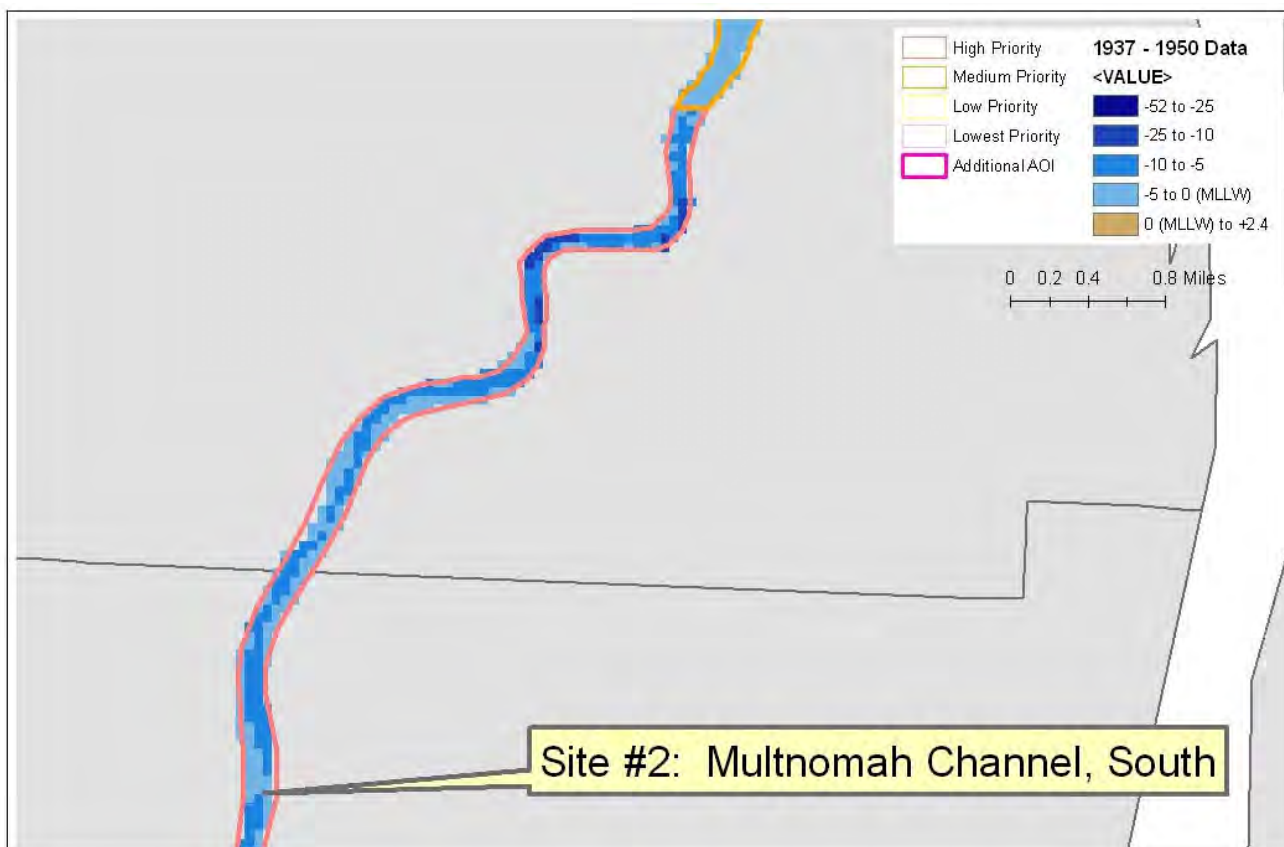 High Priority
Medium Priority
Low Priority
Lowest Priority
Additional AOI
1937 - 1950 Data
<VALUE>
-52 to -25
-25 to -10
-10 to -5
-5 to 0 (MLLW)
0 (MLLW) to +2.4
0 0.2 0.4 0.8 Miles
Site #2: Multnomah Channel, South